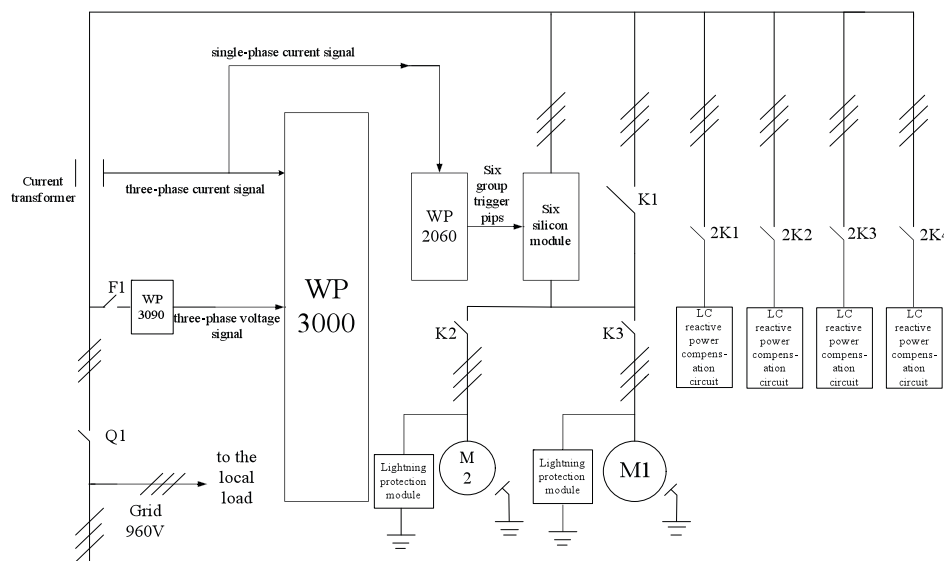 single-phase current signal
Current
transformer
three-phase current signal
WP
3000
WP
2060
Six
group
trigger
pips
Six
silicon
module
K1
2K1
2K2
2K3
2K4
F1
WP
3090
three-phase voltage
signal
K2
K3
LC
reactive
power
compens-
ation
circuit
LC
reactive
power
compens-
ation
circuit
LC
reactive
power
compens-
ation
circuit
LC
reactive
power
compens-
ation
circuit
Q1
to the
local
load
Grid
960V
Lightning
protection
module
M
2
Lightning
protection
module
M1